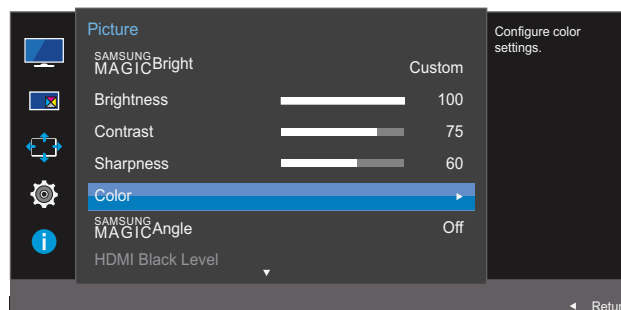 Picture
SAMSUNG MAGIC Bright Custom
Brightness 100
Contrast 75
Sharpness 60
Color
SAMSUNG MAGIC Angle Off
HDMI Black Level
Configure color
settings.
Retur